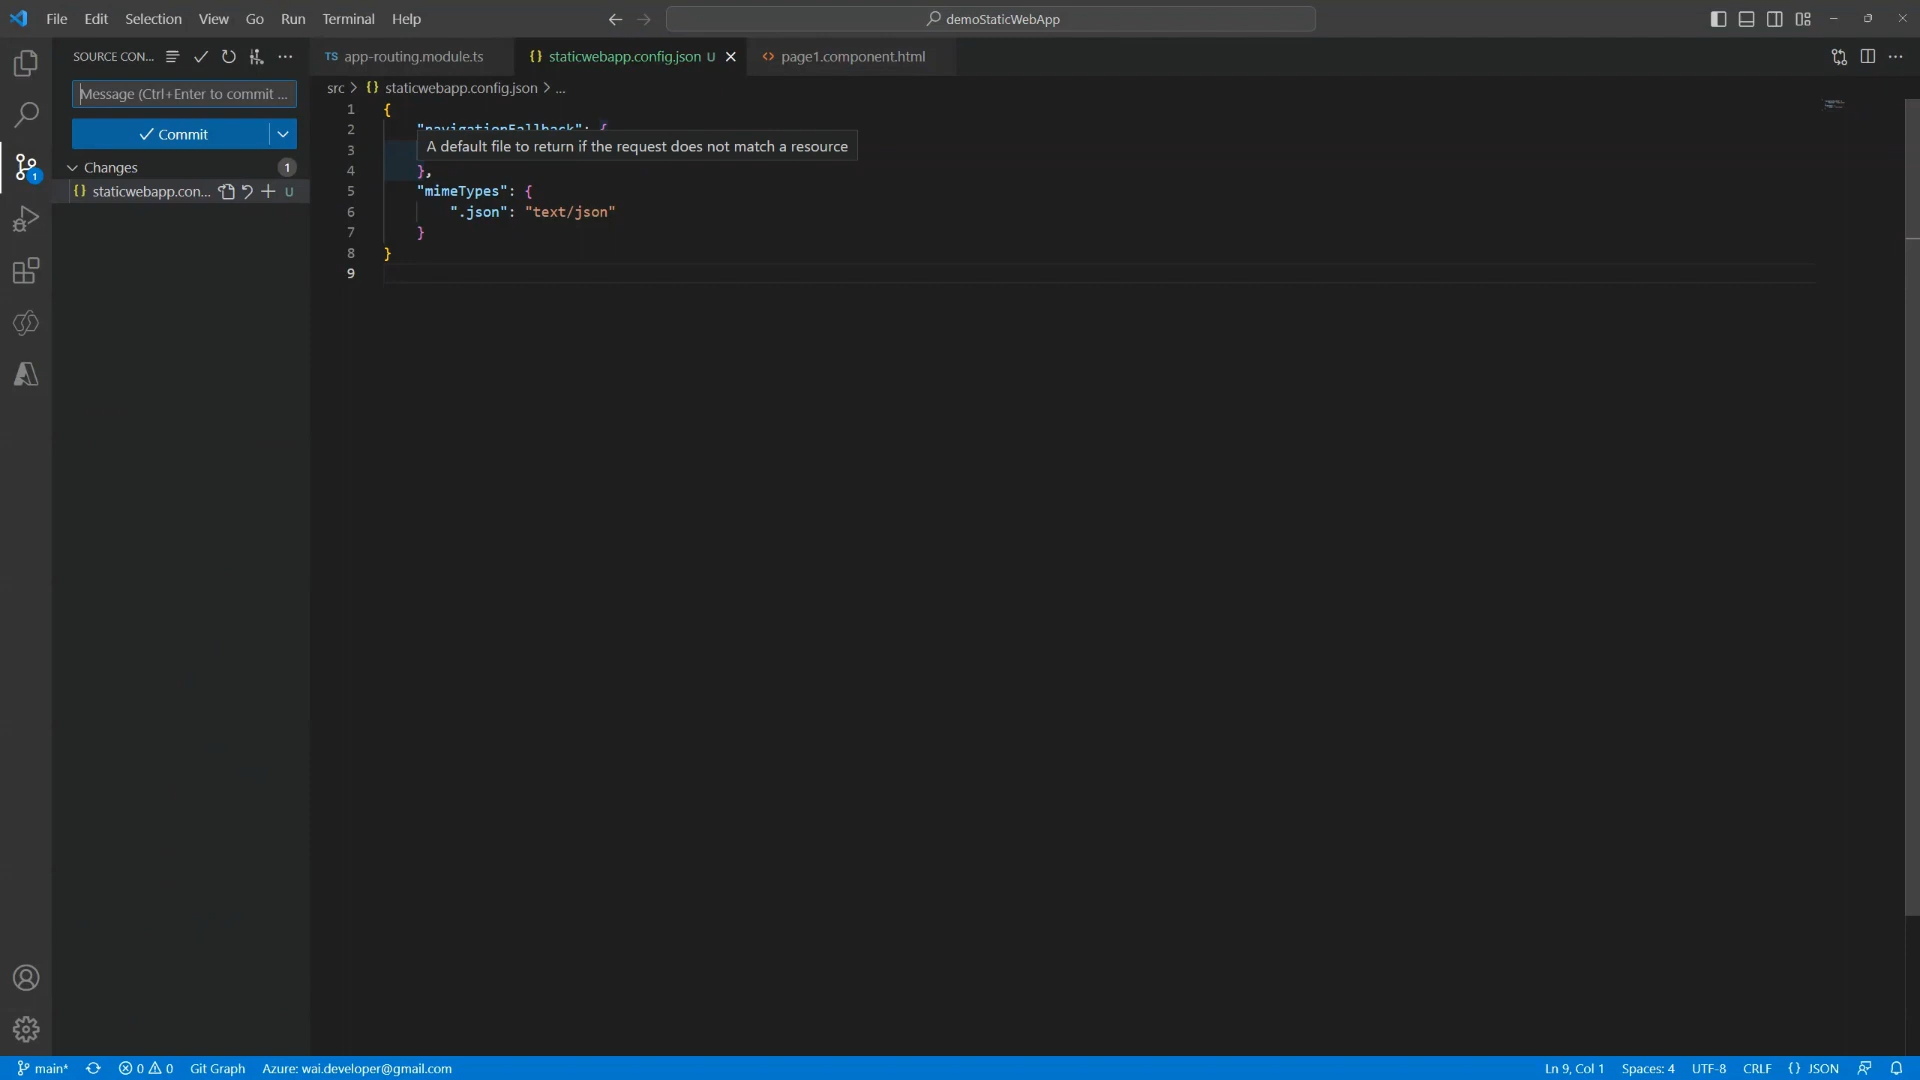 File Edit Selection View Go Run Terminal Help
demoStaticWebApp
SOURCE CON...
TS app-routing.module.ts
{} staticwebapp.config.json U
<> page1.component.html
Message (Ctrl+Enter to commit ...
src > {} staticwebapp.config.json > ...
Commit
Changes 1
{} staticwebapp.con... U
1
1 {
2 "navigationFallback": {
A default file to return if the request does not match a resource
3
4 },
5 "mimeTypes": {
6 ".json": "text/json"
7 }
8 }
9
main* 0 0 Git Graph Azure: wai.developer@gmail.com
Ln 9, Col 1 Spaces: 4 UTF-8 CRLF {} JSON